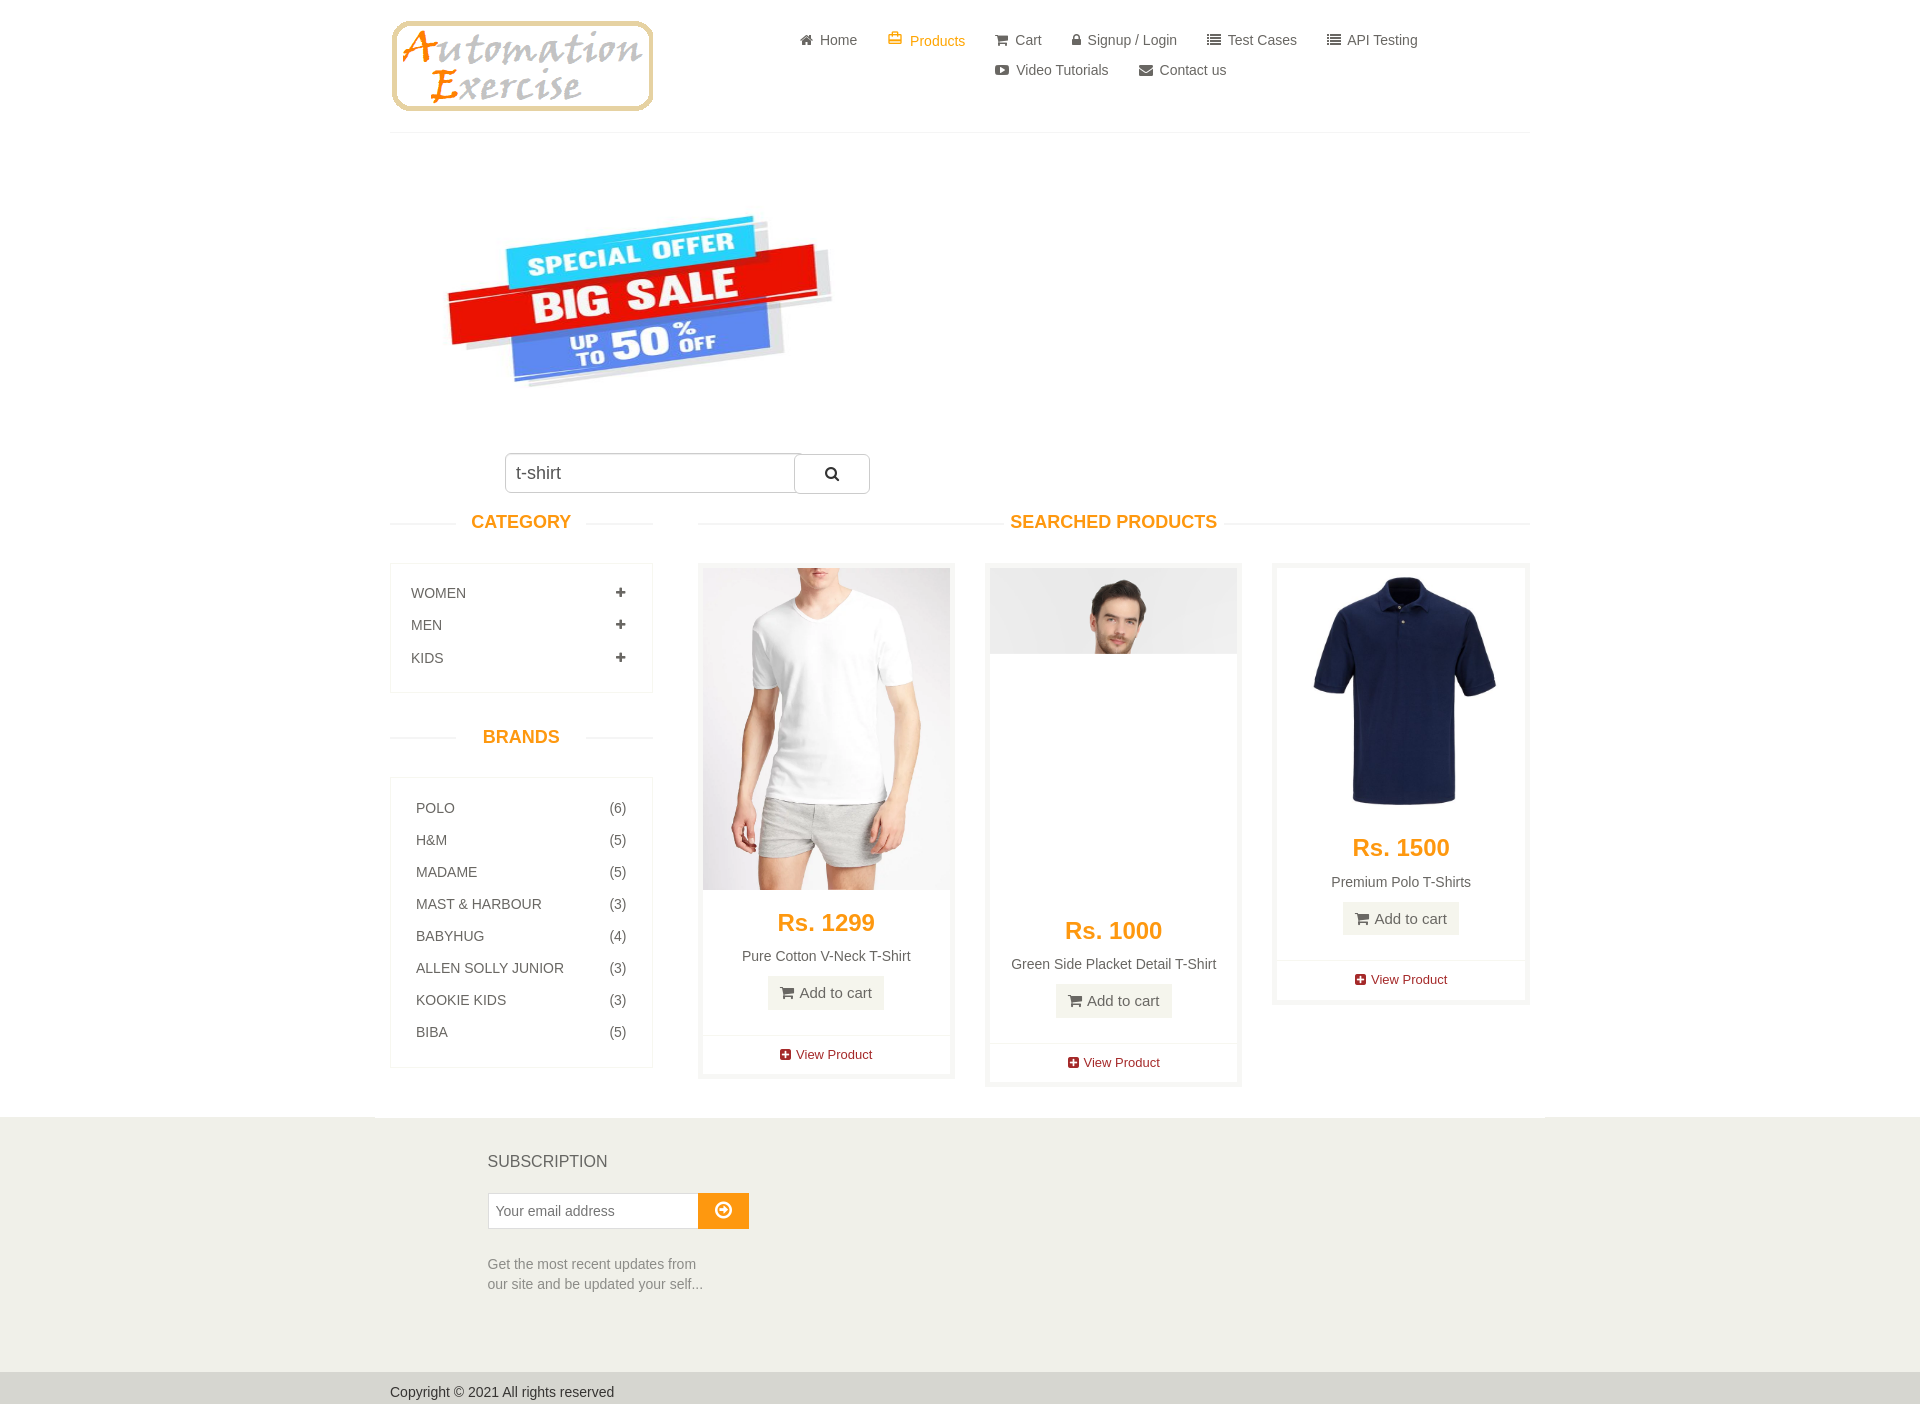 Automation
Exercise
Home
Products
Cart
Signup / Login
Test Cases
API Testing
Video Tutorials
Contact us
SPECIAL OFFER
BIG SALE
UP TO 50% OFF
t-shirt
CATEGORY
WOMEN
MEN
KIDS
BRANDS
POLO (6)
H&M (5)
MADAME (5)
MAST & HARBOUR (3)
BABYHUG (4)
ALLEN SOLLY JUNIOR (3)
KOOKIE KIDS (3)
BIBA (5)
SEARCHED PRODUCTS
Rs. 1299
Pure Cotton V-Neck T-Shirt
Add to cart
View Product
Rs. 1000
Green Side Placket Detail T-Shirt
Add to cart
View Product
Rs. 1500
Premium Polo T-Shirts
Add to cart
View Product
SUBSCRIPTION
Your email address
Get the most recent updates from
our site and be updated your self...
Copyright © 2021 All rights reserved